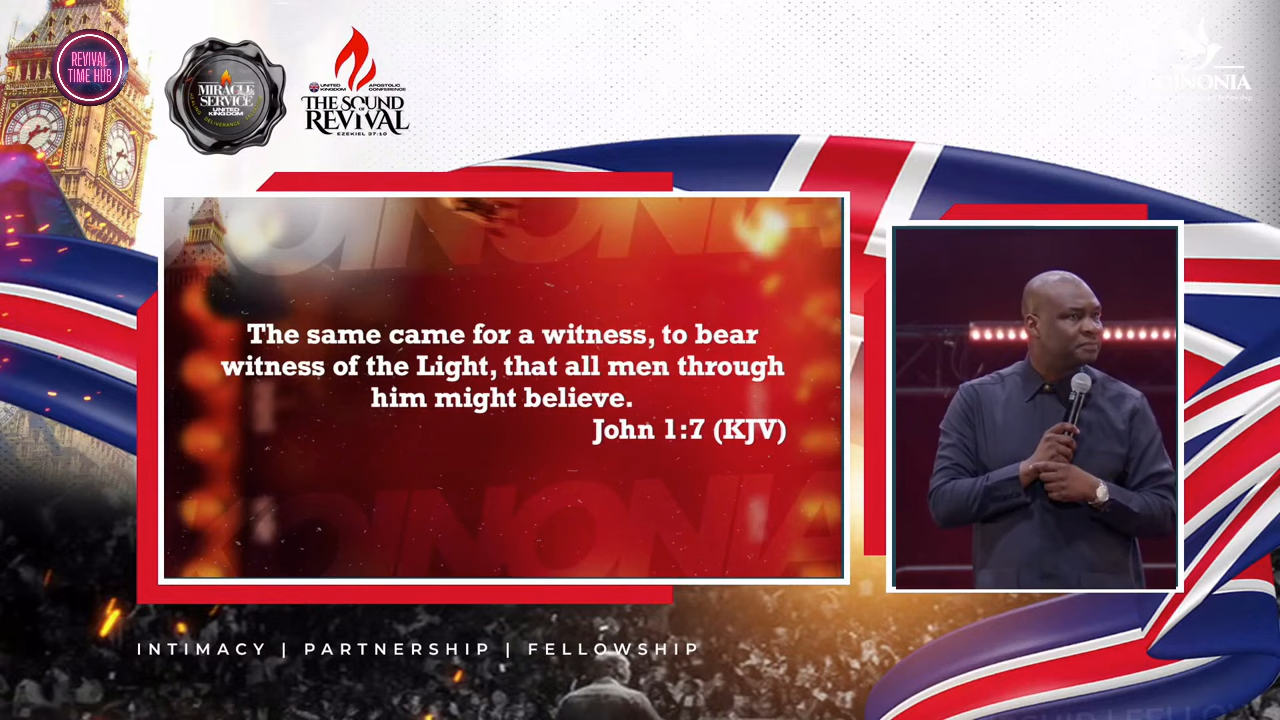 REVIVAL
TIME HUB
MIRACLE
SERVICE
UNITED
KINGDOM
UNITED
KINGDOM
APOSTOLIC
CONFERENCE
THE SOUND
OF
REVIVAL
EZEKIEL 37:10
The same came for a witness, to bear
witness of the Light, that all men through
him might believe.
John 1:7 (KJV)
INTIMACY | PARTNERSHIP | FELLOWSHIP